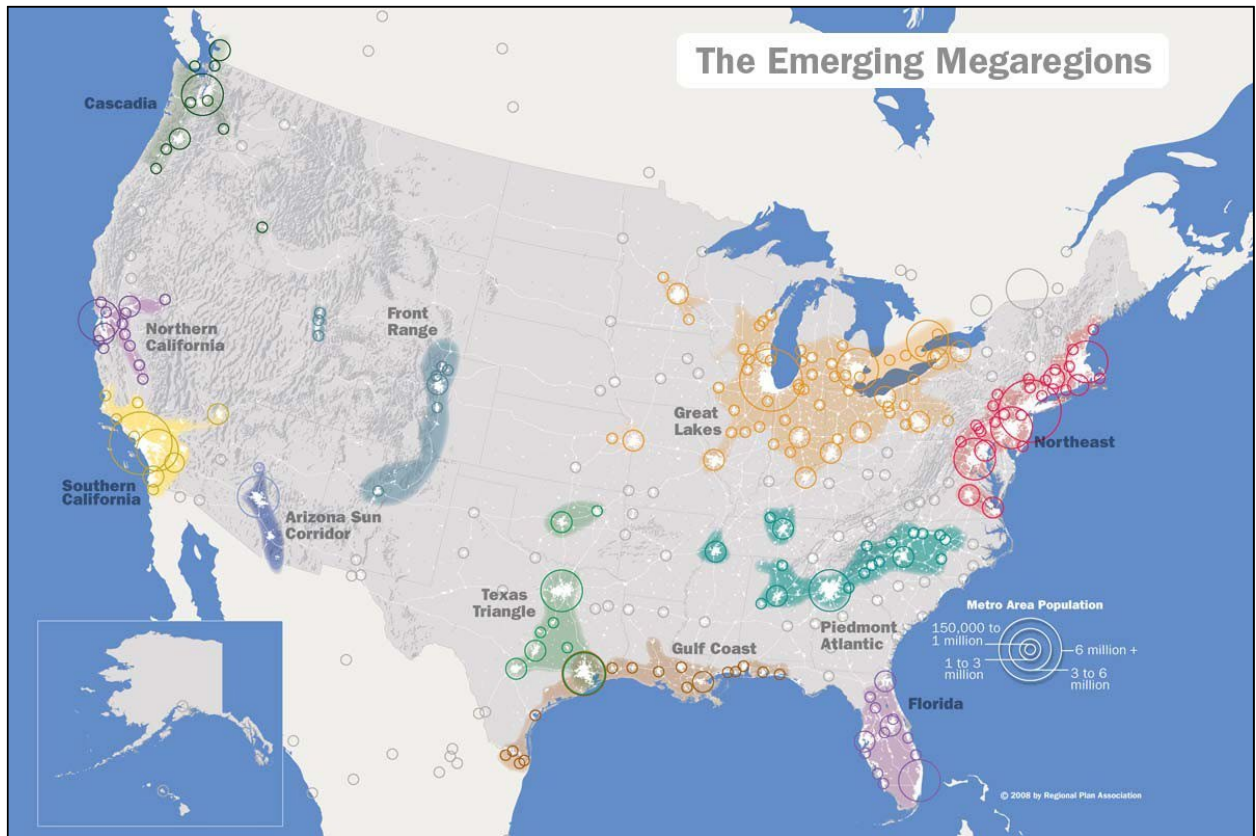 The Emerging Megaregions
Cascadia
Northern
California
Front
Range
Great
Lakes
Northeast
Southern
California
Arizona Sun
Corridor
Texas
Triangle
Piedmont
Atlantic
Gulf Coast
Florida
Metro Area Population
150,000 to
1 million
6 million +
1 to 3
million
3 to 6
million
© 2008 by Regional Plan Association